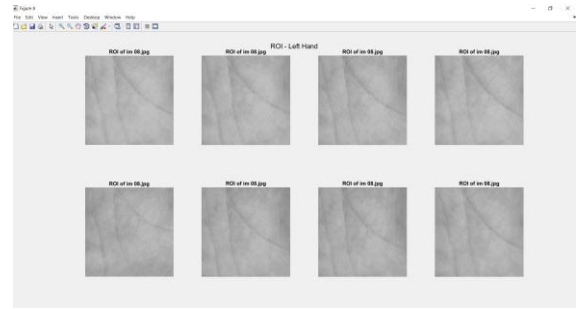 Figure 8
File Edit View Insert Tools Desktop Window Help
ROI - Left Hand
ROI of im 08.jpg ROI of im 08.jpg ROI of im 08.jpg ROI of im 08.jpg
ROI of im 08.jpg ROI of im 08.jpg ROI of im 08.jpg ROI of im 08.jpg